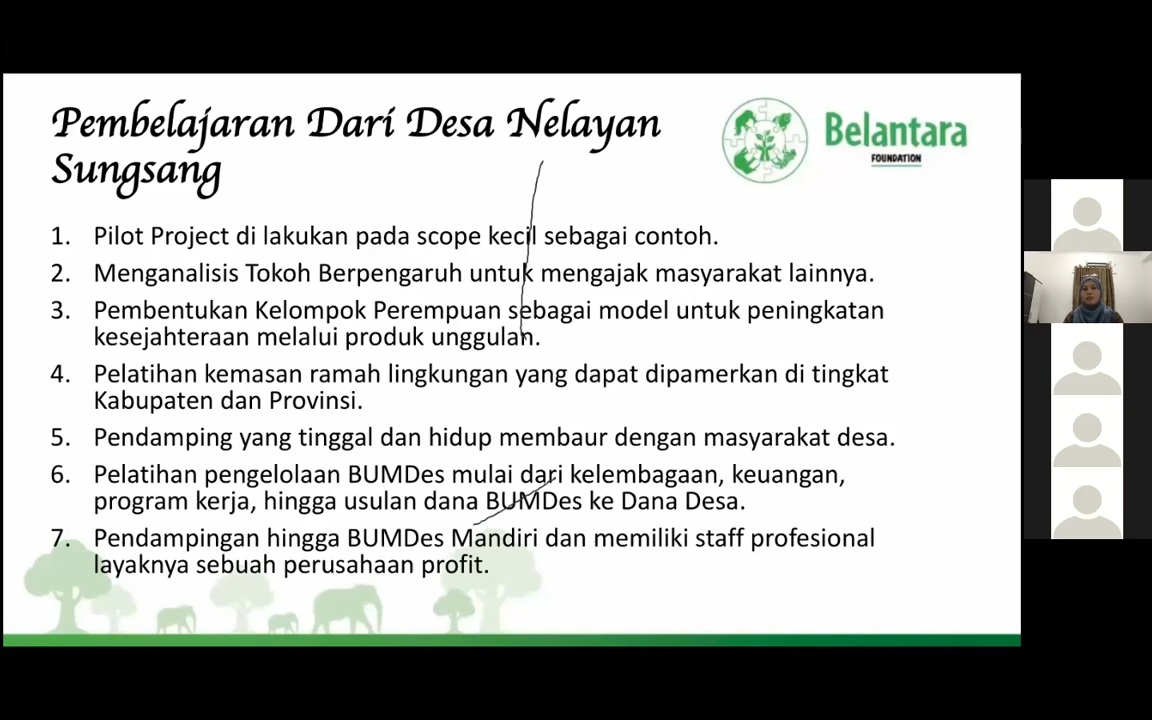 Pembelajaran Dari Desa Nelayan
Sungsang
Belantara
FOUNDATION
1. Pilot Project di lakukan pada scope kecil sebagai contoh.
2. Menganalisis Tokoh Berpengaruh untuk mengajak masyarakat lainnya.
3. Pembentukan Kelompok Perempuan sebagai model untuk peningkatan
kesejahteraan melalui produk unggulan.
4. Pelatihan kemasan ramah lingkungan yang dapat dipamerkan di tingkat
Kabupaten dan Provinsi.
5. Pendamping yang tinggal dan hidup membaur dengan masyarakat desa.
6. Pelatihan pengelolaan BUMDes mulai dari kelembagaan, keuangan,
program kerja, hingga usulan dana BUMDes ke Dana Desa.
7. Pendampingan hingga BUMDes Mandiri dan memiliki staff profesional
layaknya sebuah perusahaan profit.